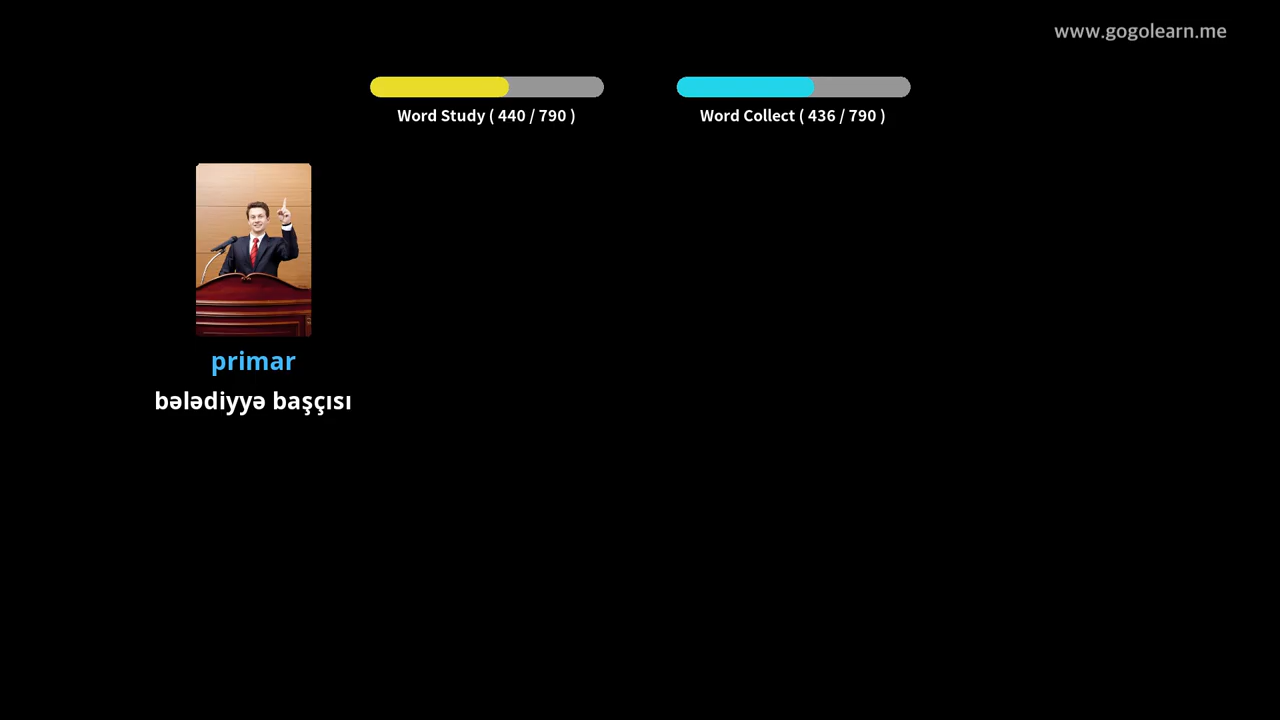 www.gogolearn.me
Word Study ( 440 / 790 )
Word Collect ( 436 / 790 )
primar
bələdiyyə başçısı